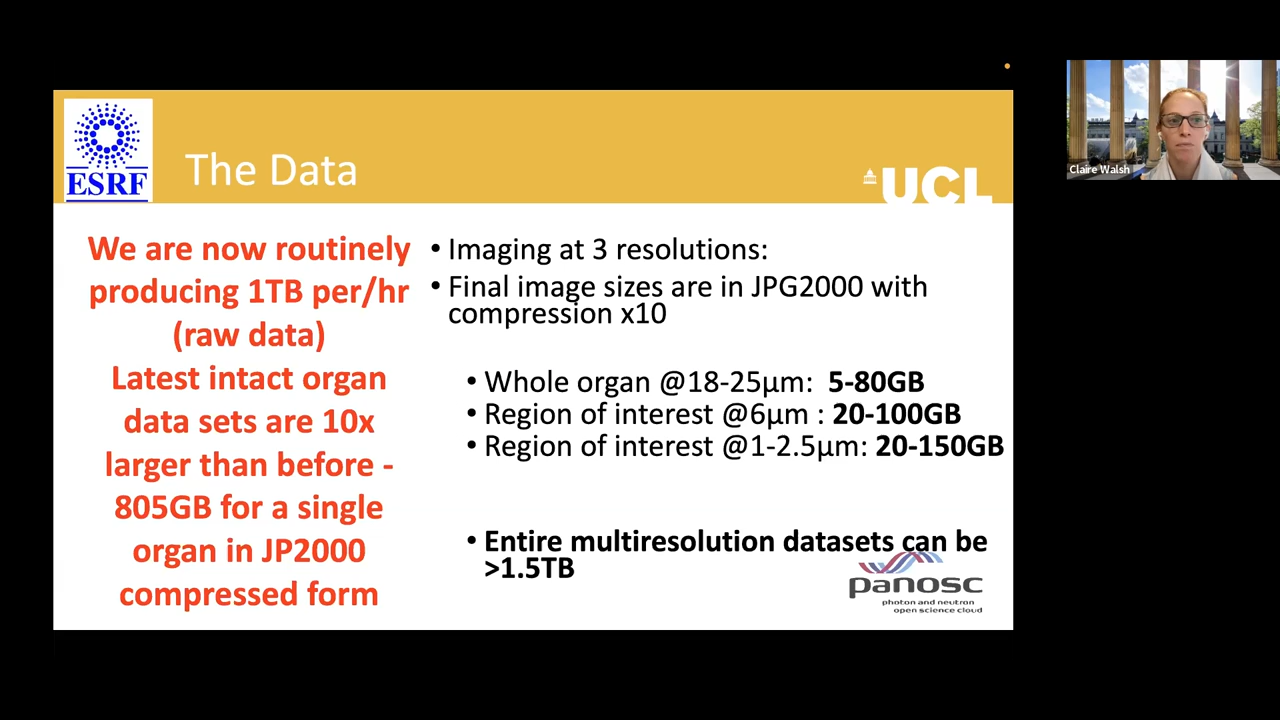 ESRF
The Data
UCL
We are now routinely
producing 1TB per/hr
(raw data)
Latest intact organ
data sets are 10x
larger than before -
805GB for a single
organ in JP2000
compressed form
• Imaging at 3 resolutions:
• Final image sizes are in JPG2000 with
compression x10
• Whole organ @18-25µm: 5-80GB
• Region of interest @6µm : 20-100GB
• Region of interest @1-2.5µm: 20-150GB
• Entire multiresolution datasets can be
>1.5TB
panosc
photon and neutron
open science cloud
Claire Walsh